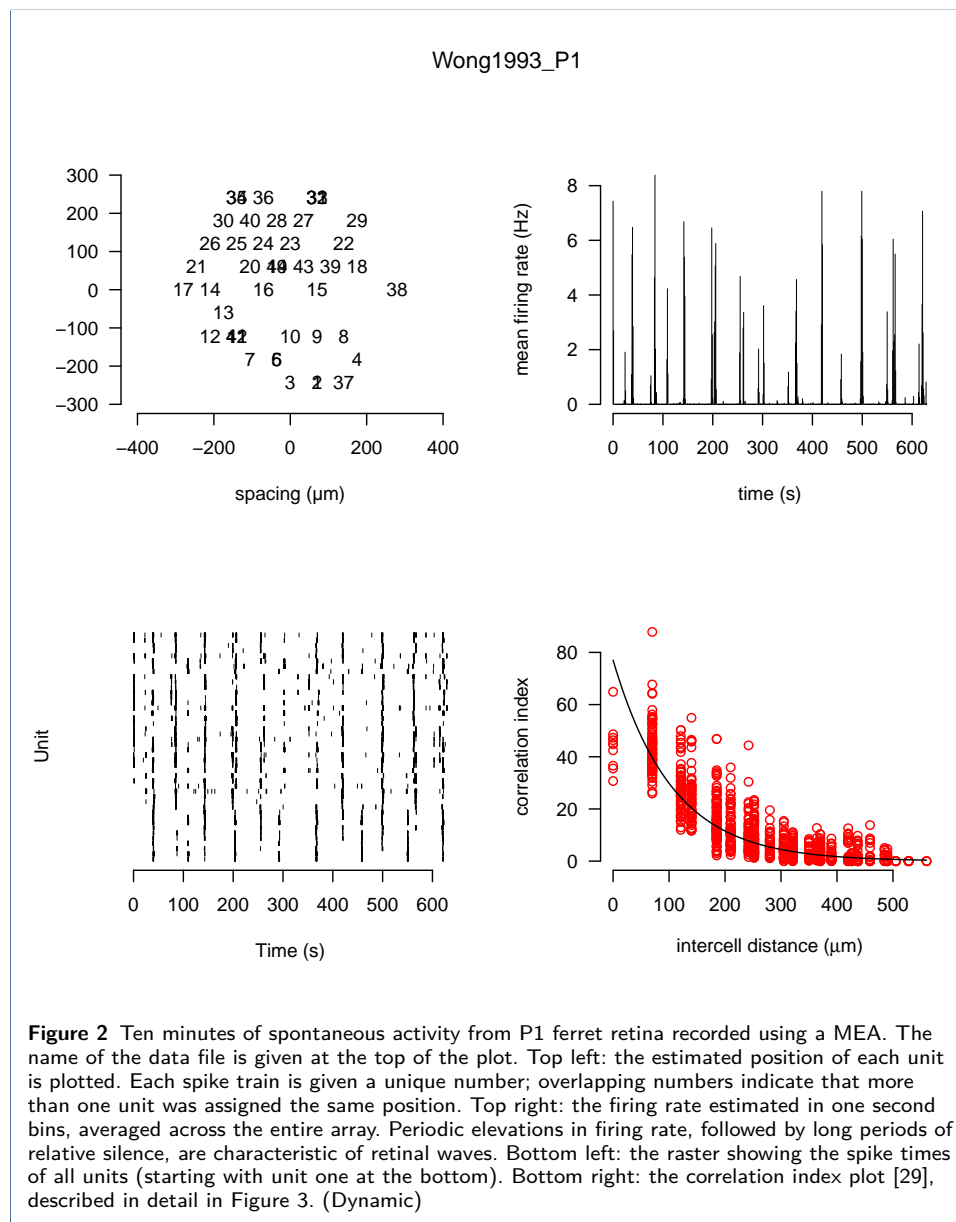 Wong1993_P1
300
200
100
0
−100
−200
−300
36
30 40 28 27 29
26 25 24 23 22
21 20 43 39 18
17 14 16 15 38
13
12 10 9 8
7 6 4
3 37
−400 −200 0 200 400
spacing (µm)
8
6
4
2
0
mean firing rate (Hz)
0 100 200 300 400 500 600
time (s)
Unit
0 100 200 300 400 500 600
Time (s)
80
60
40
20
0
correlation index
0 100 200 300 400 500
intercell distance (µm)
Figure 2 Ten minutes of spontaneous activity from P1 ferret retina recorded using a MEA. The
name of the data file is given at the top of the plot. Top left: the estimated position of each unit
is plotted. Each spike train is given a unique number; overlapping numbers indicate that more
than one unit was assigned the same position. Top right: the firing rate estimated in one second
bins, averaged across the entire array. Periodic elevations in firing rate, followed by long periods of
relative silence, are characteristic of retinal waves. Bottom left: the raster showing the spike times
of all units (starting with unit one at the bottom). Bottom right: the correlation index plot [29],
described in detail in Figure 3. (Dynamic)